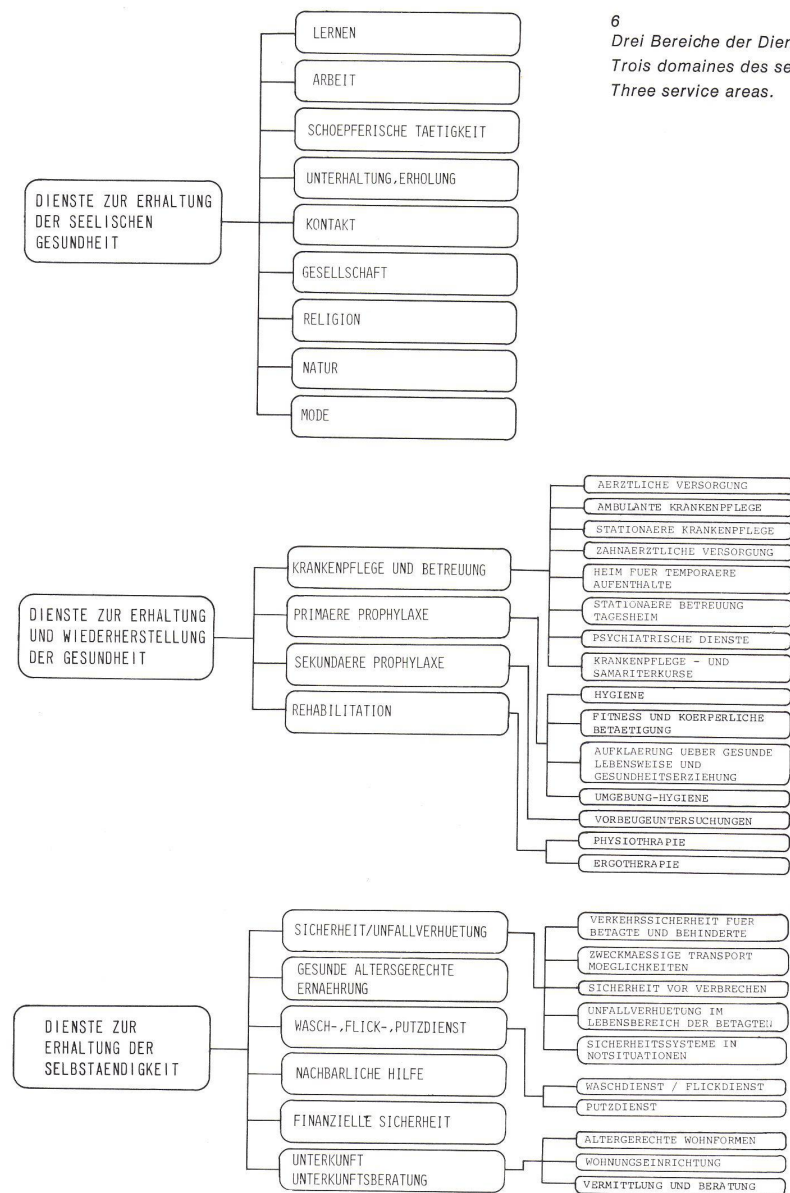 6
Drei Bereiche der
Trois domaines des
Three service areas.
DIENSTE ZUR ERHALTUNG
DER SEELISCHEN
GESUNDHEIT
LERNEN
ARBEIT
SCHOEPFERISCHE TAETIGKEIT
UNTERHALTUNG,ERHOLUNG
KONTAKT
GESELLSCHAFT
RELIGION
NATUR
MODE
DIENSTE ZUR ERHALTUNG
UND WIEDERHERSTELLUNG
DER GESUNDHEIT
KRANKENPFLEGE UND BETREUUNG
PRIMAERE PROPHYLAXE
SEKUNDAERE PROPHYLAXE
REHABILITATION
AERZTLICHE VERSORGUNG
AMBULANTE KRANKENPFLEGE
STATIONAERE KRANKENPFLEGE
ZAHNAERZTLICHE VERSORGUNG
HEIM FUER TEMPORAERE
AUFENTHALTE
STATIONAERE BETREUUNG
TAGESHEIM
PSYCHIATRISCHE DIENSTE
KRANKENPFLEGE - UND
SAMARITERKURSE
HYGIENE
FITNESS UND KOERPERLICHE
BETAETIGUNG
AUFKLAERUNG UEBER GESUNDE
LEBENSWEISE UND
GESUNDHEITSERZIEHUNG
UMGEBUNG-HYGIENE
VORBEUGEUNTERSUCHUNGEN
PHYSIOTHRAPIE
ERGOTHERAPIE
DIENSTE ZUR
ERHALTUNG DER
SELBSTAENDIGKEIT
SICHERHEIT/UNFALLVERHUETUNG
GESUNDE ALTERSGERECHTE
ERNAEHRUNG
WASCH-,FLICK-,PUTZDIENST
NACHBARLICHE HILFE
FINANZIELLE SICHERHEIT
UNTERKUNFT
UNTERKUNFTSBERATUNG
VERKEHRSSICHERHEIT FUER
BETAGTE UND BEHINDERTE
ZWECKMAESSIGE TRANSPORT
MOEGLICHKEITEN
SICHERHEIT VOR VERBRECHEN
UNFALLVERHUETUNG IM
LEBENSBEREICH DER BETAGTEN
SICHERHEITSSYSTEME IN
NOTSITUATIONEN
WASCHDIENST / FLICKDIENST
PUTZDIENST
ALTERGERECHTE WOHNFORMEN
WOHNUNGSEINRICHTUNG
VERMITTLUNG UND BERATUNG